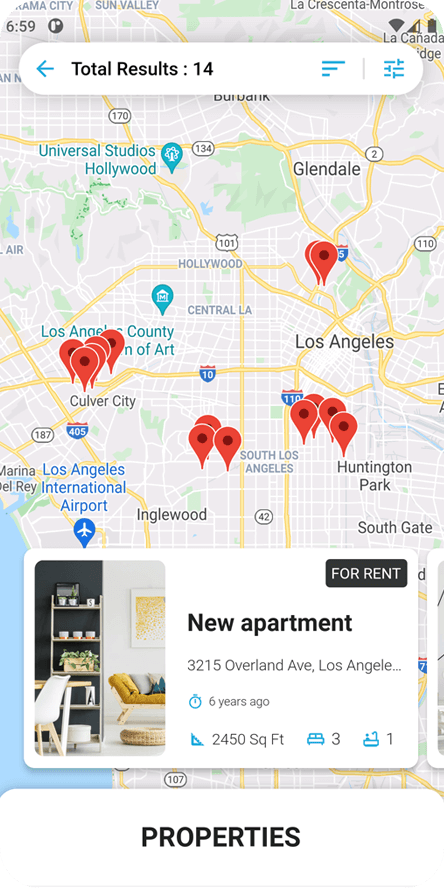 RAMA CITY
SUN VALLEY
La Crescenta-Montrose
6:59
La Cañada
Total Results : 14
Burbank
170
134
Universal Studios
Hollywood
2
Glendale
101
110
5
HOLLYWOOD
CENTRAL LA
Los Angeles County
n of Art
Los Angeles
10
Culver City
110
187
405
SOUTH LOS
ANGELES
Marina
Del Rey
Los Angeles
International
Airport
Huntington
Park
Inglewood
42
South Gate
FOR RENT
New apartment
3215 Overland Ave, Los Angele...
6 years ago
2450 Sq Ft
3
1
107
PROPERTIES